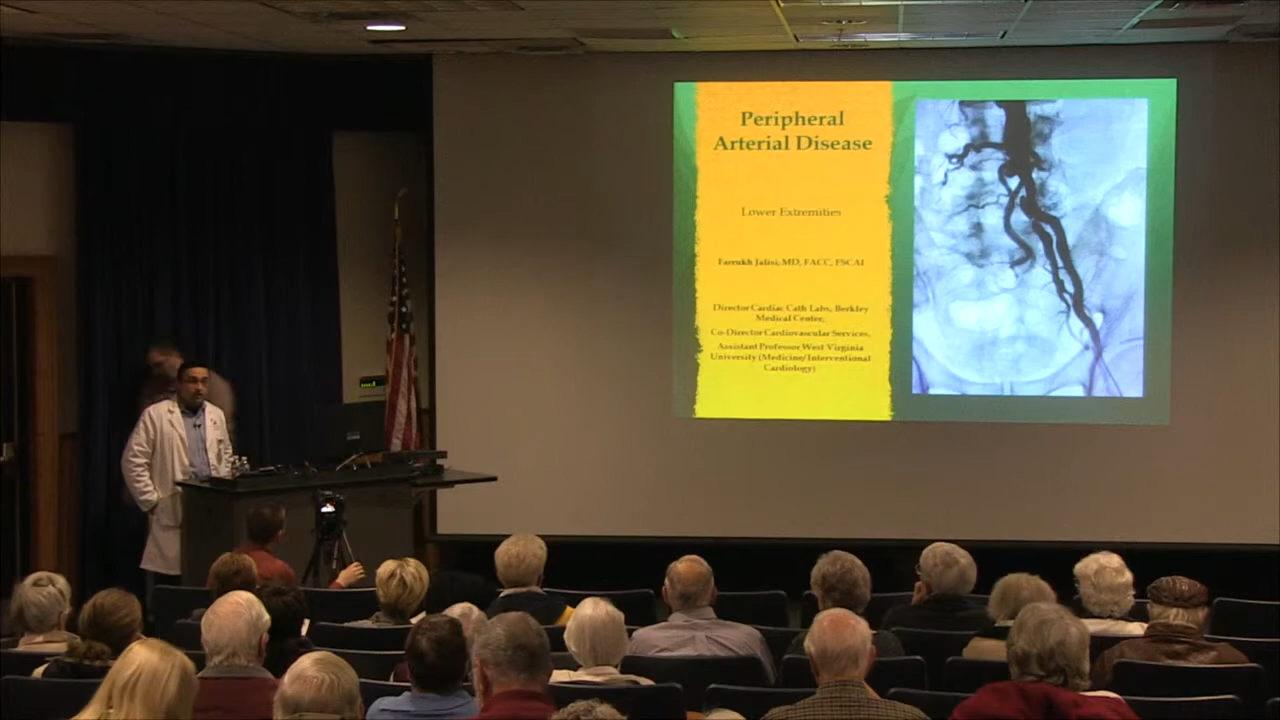 Peripheral
Arterial Disease
Lower Extremities
Farrukh Jalisi, MD, FACC, FSCAI
Director Cardiac Cath Labs, Berkley
Medical Center,
Co-Director Cardiovascular Services,
Assistant Professor West Virginia
University (Medicine/Interventional
Cardiology)